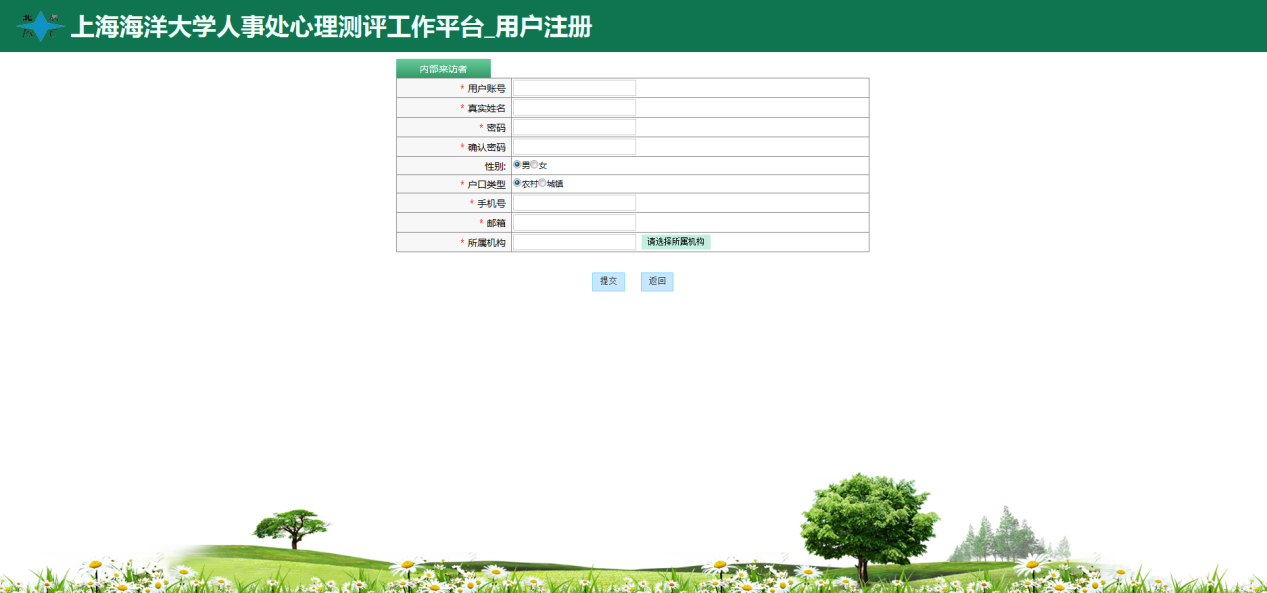 上海海洋大学人事处心理测评工作平台_用户注册
内部来访者
* 用户账号
* 真实姓名
* 密码
* 确认密码
性别: 男 女
* 户口类型 农村 城镇
* 手机号
* 邮箱
* 所属机构 请选择所属机构
提交 返回